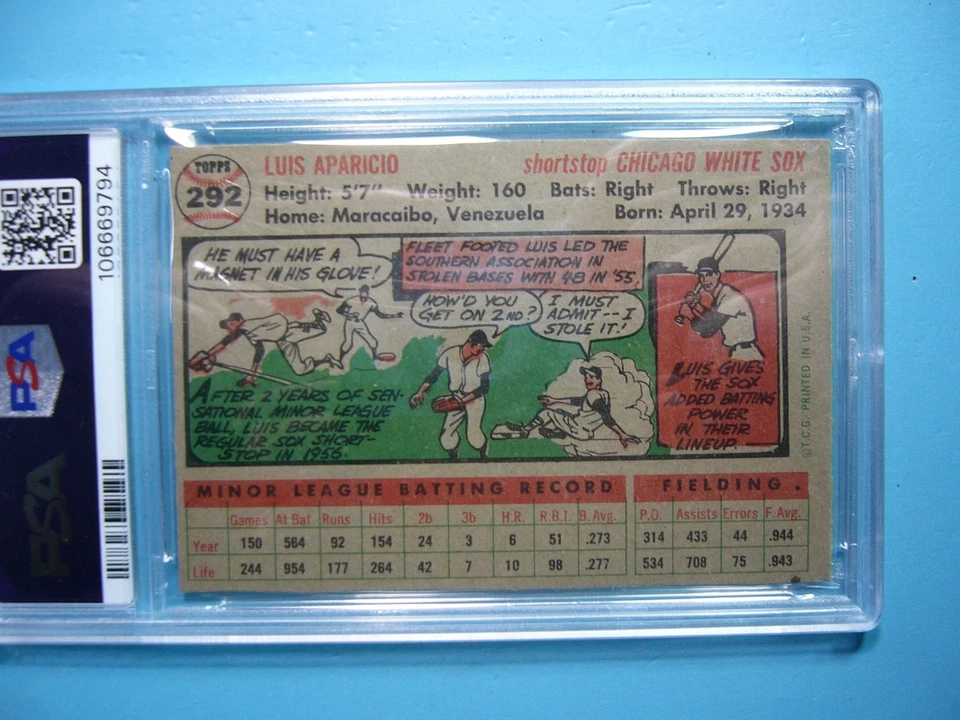 106669794
PSA
PSA
TOPPS
292
LUIS APARICIO
shortstop CHICAGO WHITE SOX
Height: 5'7" Weight: 160 Bats: Right Throws: Right
Home: Maracaibo, Venezuela Born: April 29, 1934
HE MUST HAVE A
MAGNET IN HIS GLOVE!
FLEET FOOTED LUIS LED THE
SOUTHERN ASSOCIATION IN
STOLEN BASES WITH 48 IN '55.
HOW'D YOU
GET ON 2ND?
I MUST
ADMIT--I
STOLE IT!
AFTER 2 YEARS OF SEN-
SATIONAL MINOR LEAGUE
BALL, LUIS BECAME THE
REGULAR SOX SHORT-
STOP IN 1956.
LUIS GIVES
THE SOX
ADDED BATTING
POWER
IN THEIR
LINEUP.
©T.C.G. PRINTED IN U.S.A.
MINOR LEAGUE BATTING RECORD FIELDING .
Games At Bat Runs Hits 2b 3b H.R. R.B.I. B. Avg. P.O. Assists Errors F. Avg.
Year 150 564 92 154 24 3 6 51 .273 314 433 44 .944
Life 244 954 177 264 42 7 10 98 .277 534 708 75 .943